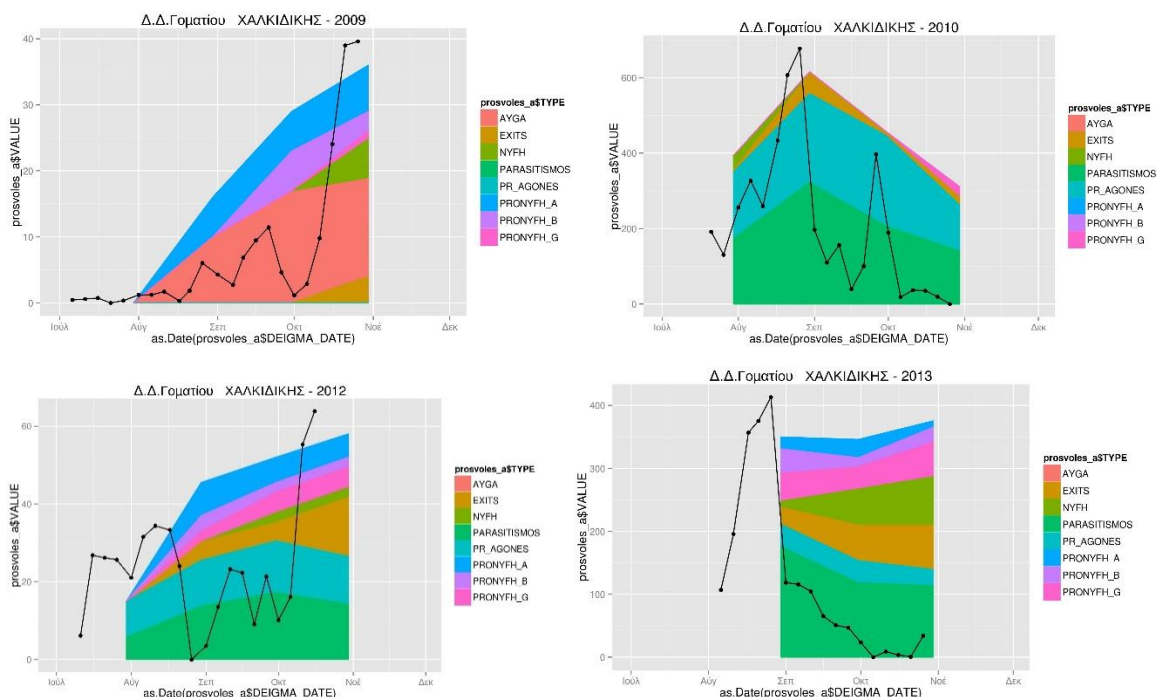 Δ.Δ.Γοματίου ΧΑΛΚΙΔΙΚΗΣ - 2009
prosvoles_a$VALUE
40
30
20
10
0
Ιούλ Αύγ Σεπ Οκτ Νοέ Δεκ
as.Date(prosvoles_a$DEIGMA_DATE)
prosvoles_a$TYPE
AYGA
EXITS
NYFH
PARASITISMOS
PR_AGONES
PRONYFH_A
PRONYFH_B
PRONYFH_G
Δ.Δ.Γοματίου ΧΑΛΚΙΔΙΚΗΣ - 2010
prosvoles_a$VALUE
600
400
200
0
Ιούλ Αύγ Σεπ Οκτ Νοέ Δεκ
as.Date(prosvoles_a$DEIGMA_DATE)
prosvoles_a$TYPE
AYGA
EXITS
NYFH
PARASITISMOS
PR_AGONES
PRONYFH_A
PRONYFH_B
PRONYFH_G
Δ.Δ.Γοματίου ΧΑΛΚΙΔΙΚΗΣ - 2012
prosvoles_a$VALUE
60
40
20
0
Ιούλ Αύγ Σεπ Οκτ Νοέ Δεκ
as.Date(prosvoles_a$DEIGMA_DATE)
prosvoles_a$TYPE
AYGA
EXITS
NYFH
PARASITISMOS
PR_AGONES
PRONYFH_A
PRONYFH_B
PRONYFH_G
Δ.Δ.Γοματίου ΧΑΛΚΙΔΙΚΗΣ - 2013
prosvoles_a$VALUE
400
300
200
100
0
Ιούλ Αύγ Σεπ Οκτ Νοέ Δεκ
as.Date(prosvoles_a$DEIGMA_DATE)
prosvoles_a$TYPE
AYGA
EXITS
NYFH
PARASITISMOS
PR_AGONES
PRONYFH_A
PRONYFH_B
PRONYFH_G